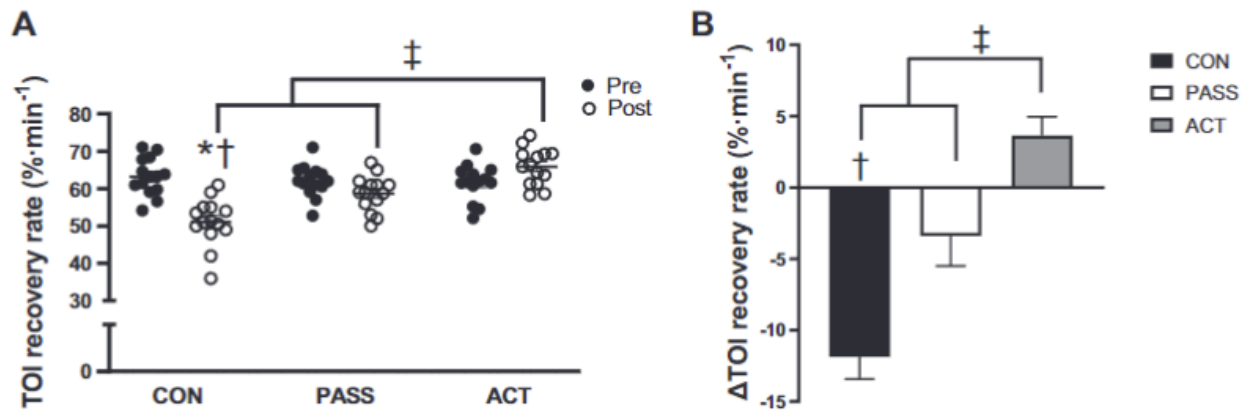 A
TOI recovery rate (%·min⁻¹)
80
70
60
50
40
30
0
*†
‡
Pre
Post
CON
PASS
ACT
B
ΔTOI recovery rate (%·min⁻¹)
10
5
0
-5
-10
-15
†
‡
CON
PASS
ACT